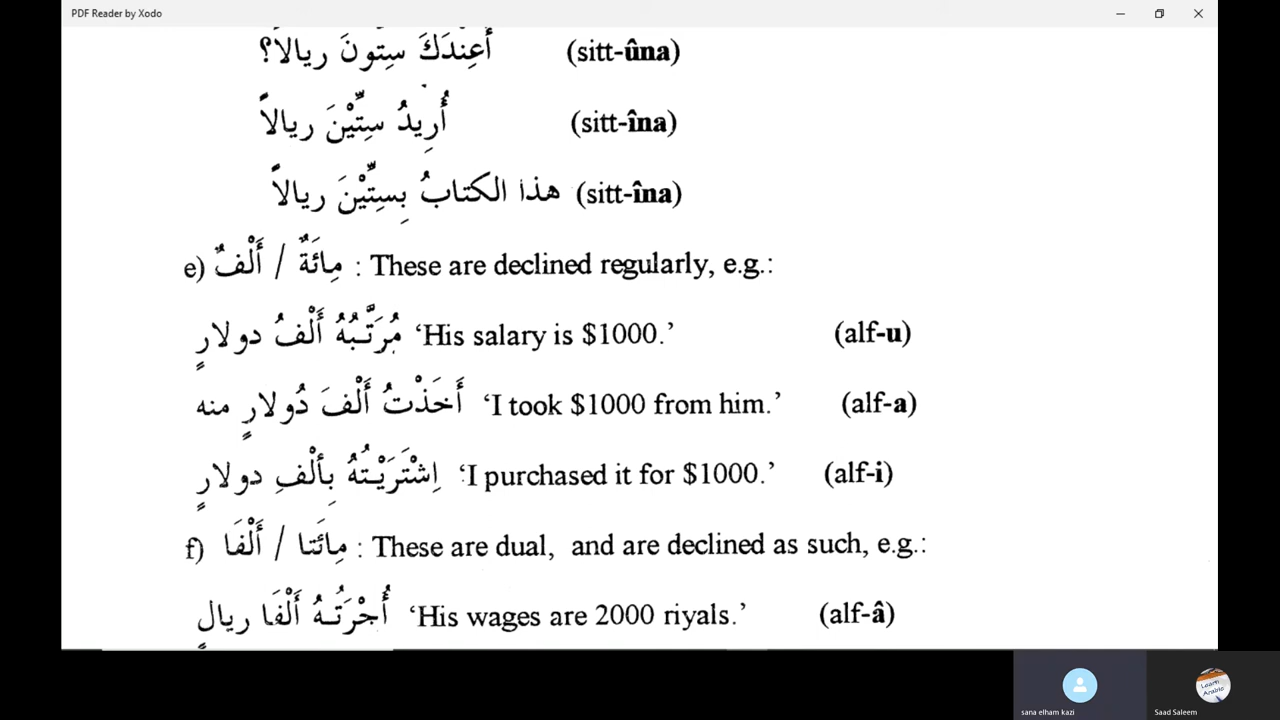 PDF Reader by Xodo
أَعِنْدَكَ سِتُّونَ ريالاً؟ (sitt-ûna)
أُرِيدُ سِتِّيْنَ ريالاً (sitt-îna)
هذا الكتابُ بِسِتِّيْنَ ريالاً (sitt-îna)
e) مِائَةٌ / أَلْفٌ : These are declined regularly, e.g.:
مُرَتَّبُهُ أَلْفُ دولارٍ ‘His salary is $1000.’ (alf-u)
أَخَذْتُ أَلْفَ دُولارٍ منه ‘I took $1000 from him.’ (alf-a)
اِشْتَرَيْتُهُ بِأَلْفِ دولارٍ ‘I purchased it for $1000.’ (alf-i)
f) مِائَتا / أَلْفَا : These are dual, and are declined as such, e.g.:
أُجْرَتُهُ أَلْفَا ريالٍ ‘His wages are 2000 riyals.’ (alf-â)
Learn Arabic
sana elham kazi
Saad Saleem